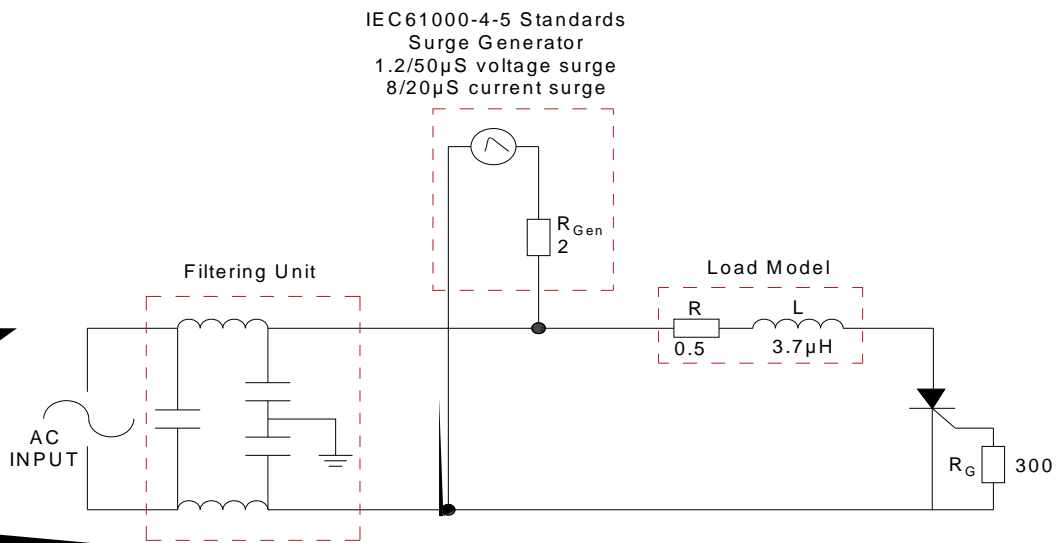 IEC61000-4-5 Standards
Surge Generator
1.2/50µS voltage surge
8/20µS current surge
RGen
2
Filtering Unit
Load Model
R
L
0.5
3.7µH
AC
INPUT
RG
300